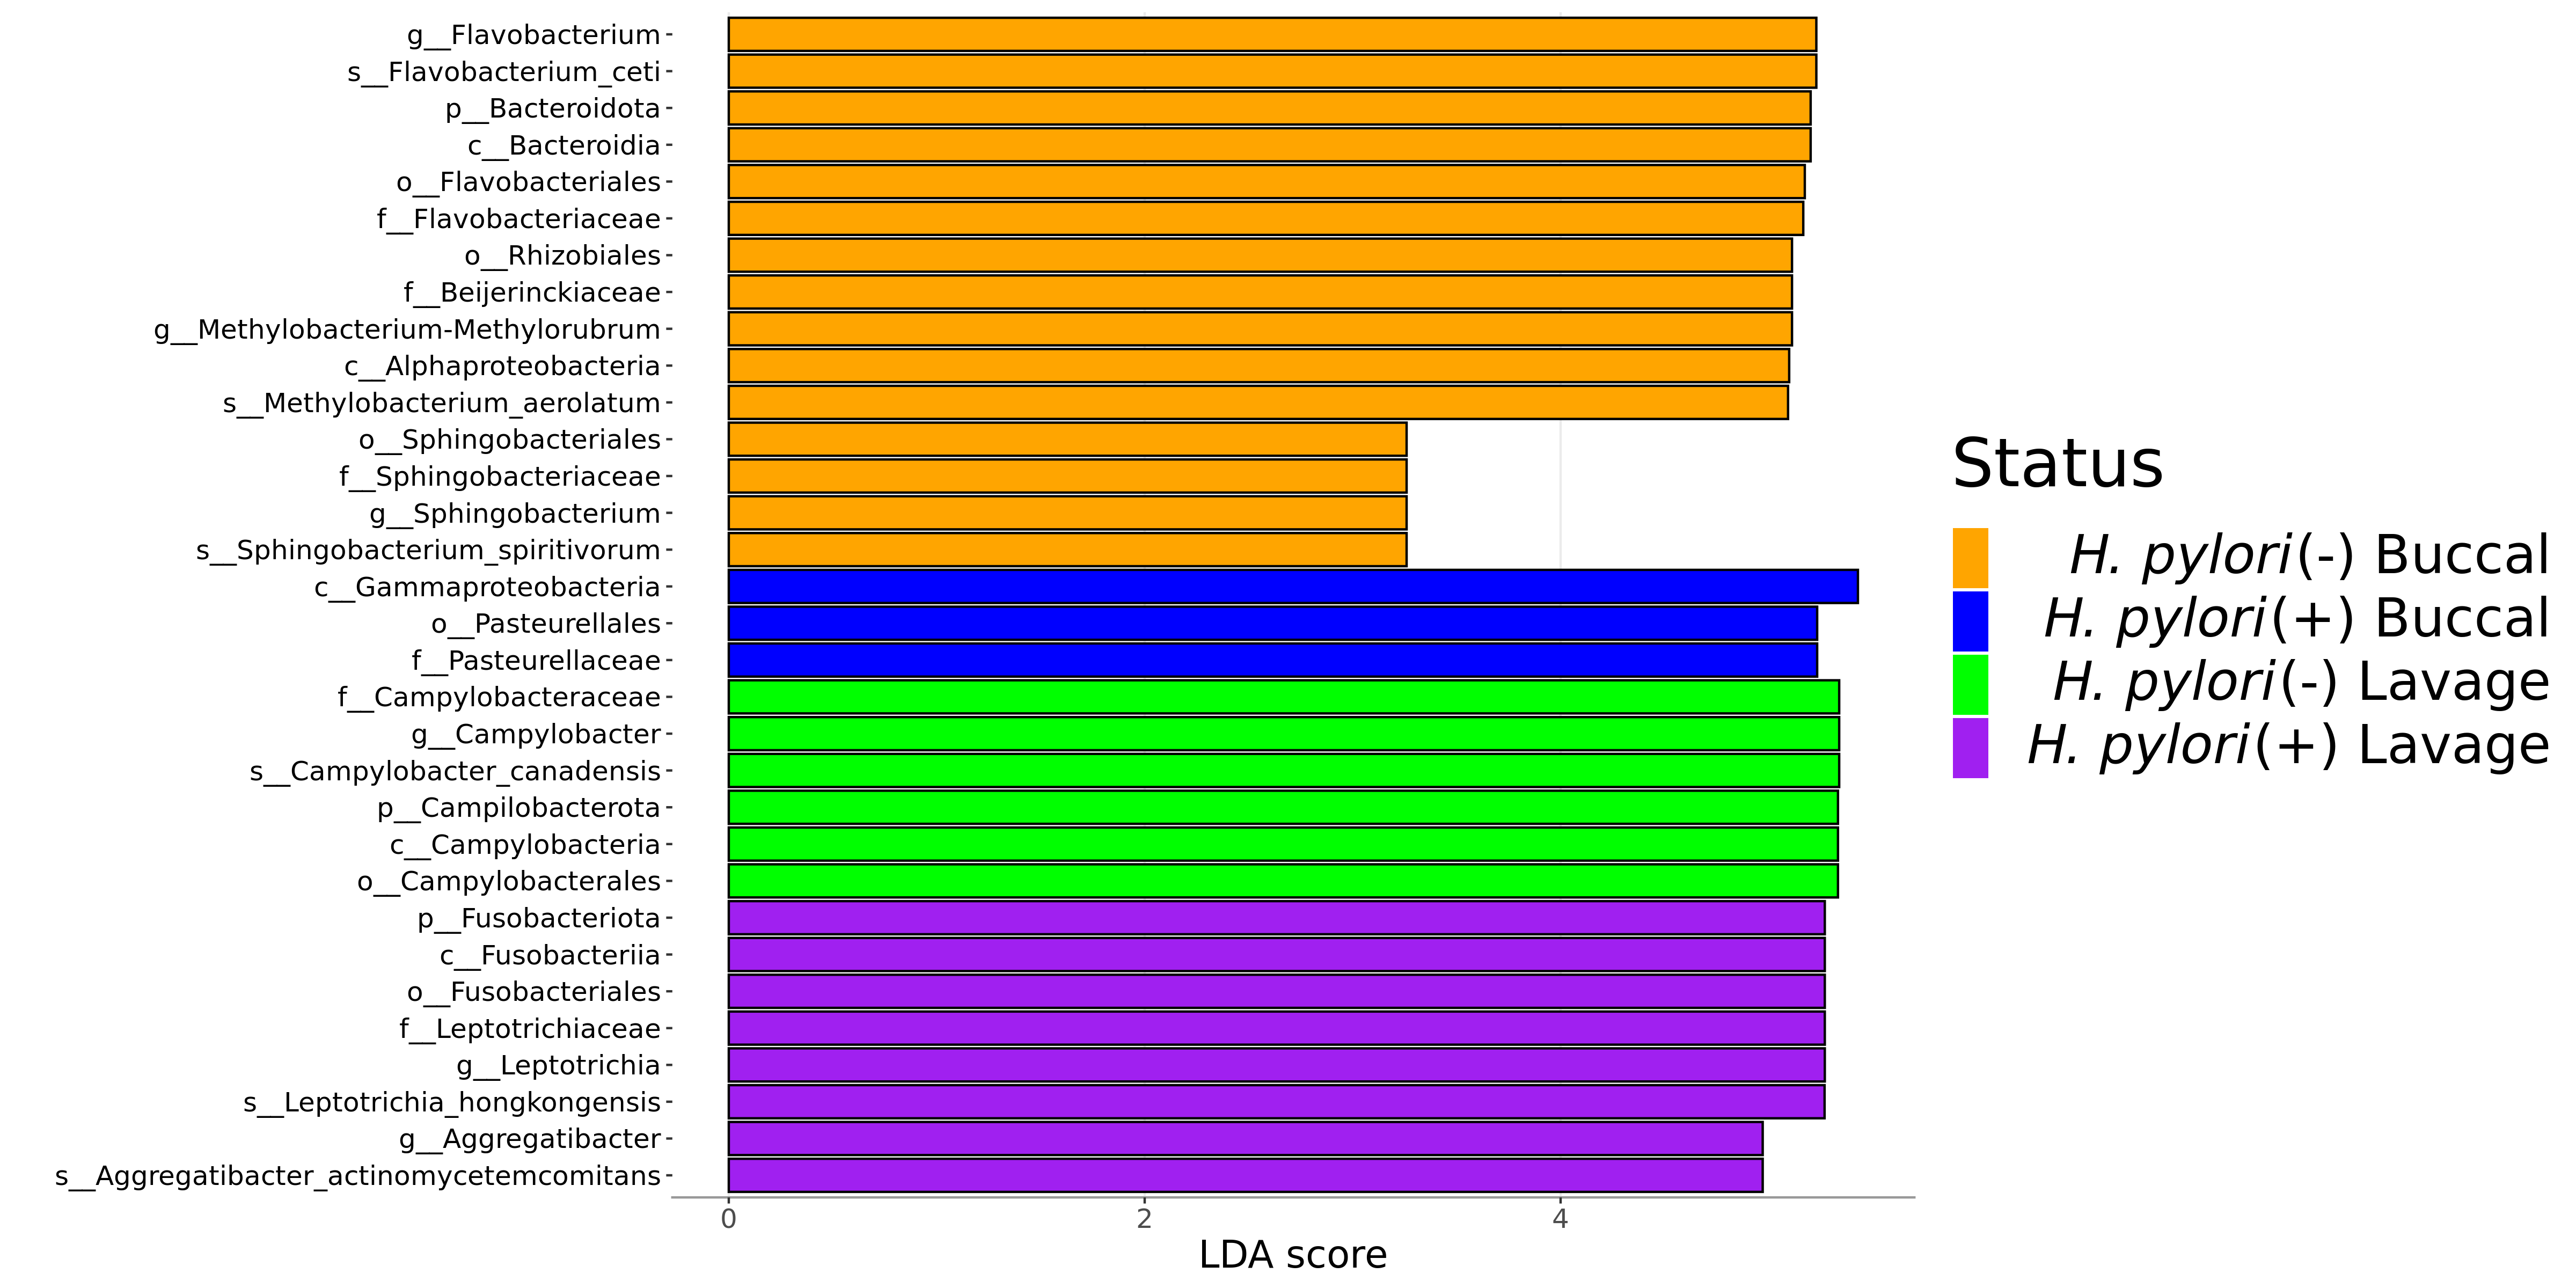 g__Flavobacterium
s__Flavobacterium_ceti
p__Bacteroidota
c__Bacteroidia
o__Flavobacteriales
f__Flavobacteriaceae
o__Rhizobiales
f__Beijerinckiaceae
g__Methylobacterium-Methylorubrum
c__Alphaproteobacteria
s__Methylobacterium_aerolatum
o__Sphingobacteriales
f__Sphingobacteriaceae
g__Sphingobacterium
s__Sphingobacterium_spiritivorum
c__Gammaproteobacteria
o__Pasteurellales
f__Pasteurellaceae
f__Campylobacteraceae
g__Campylobacter
s__Campylobacter_canadensis
p__Campilobacterota
c__Campylobacteria
o__Campylobacterales
p__Fusobacteriota
c__Fusobacteriia
o__Fusobacteriales
f__Leptotrichiaceae
g__Leptotrichia
s__Leptotrichia_hongkongensis
g__Aggregatibacter
s__Aggregatibacter_actinomycetemcomitans
0 2 4
LDA score
Status
H. pylori(-) Buccal
H. pylori(+) Buccal
H. pylori(-) Lavage
H. pylori(+) Lavage